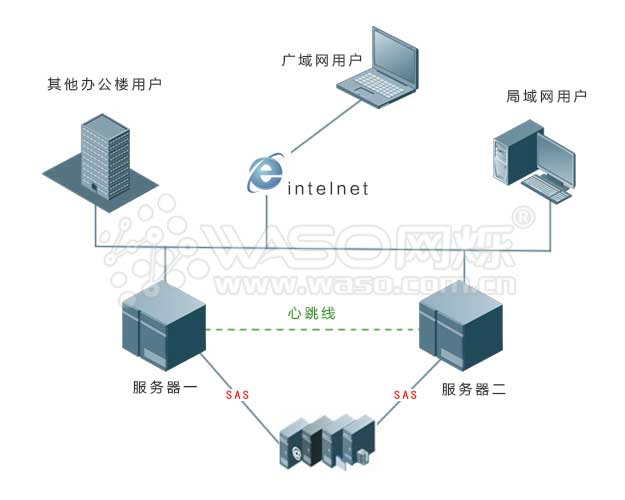 广域网用户
其他办公楼用户
局域网用户
intelnet
WASO网烁®
www.waso.com.cn
心跳线
服务器一
服务器二
SAS
SAS